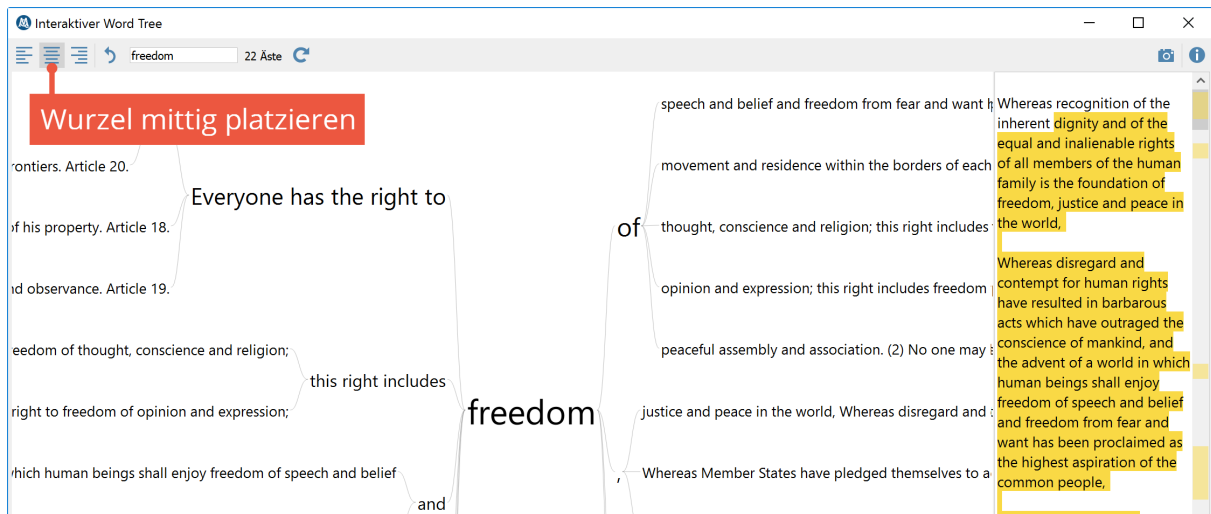 Interaktiver Word Tree
freedom
22 Äste
Wurzel mittig platzieren
rontiers. Article 20.
Everyone has the right to
of his property. Article 18.
nd observance. Article 19.
eedom of thought, conscience and religion;
this right includes
right to freedom of opinion and expression;
which human beings shall enjoy freedom of speech and belief
and
freedom
of
speech and belief and freedom from fear and want
movement and residence within the borders of each
thought, conscience and religion; this right includes
opinion and expression; this right includes freedom
peaceful assembly and association. (2) No one may
justice and peace in the world, Whereas disregard and
,
Whereas Member States have pledged themselves to a
Whereas recognition of the
inherent dignity and of the
equal and inalienable rights
of all members of the human
family is the foundation of
freedom, justice and peace in
the world,
Whereas disregard and
contempt for human rights
have resulted in barbarous
acts which have outraged the
conscience of mankind, and
the advent of a world in which
human beings shall enjoy
freedom of speech and belief
and freedom from fear and
want has been proclaimed as
the highest aspiration of the
common people,